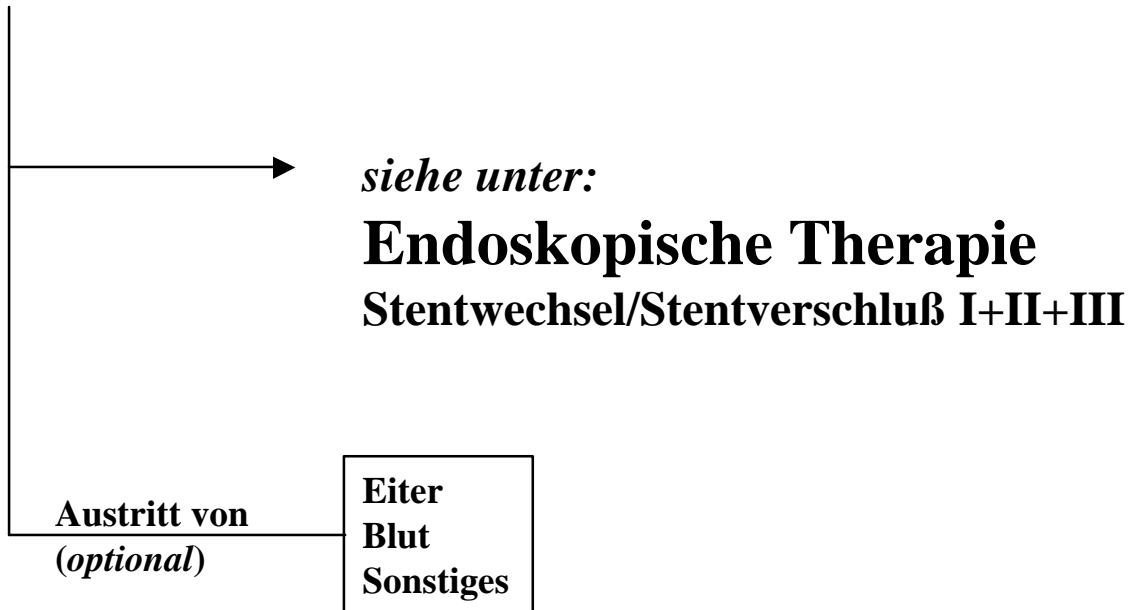 siehe unter:
Endoskopische Therapie
Stentwechsel/Stentverschluß I+II+III
Austritt von
(optional)
Eiter
Blut
Sonstiges